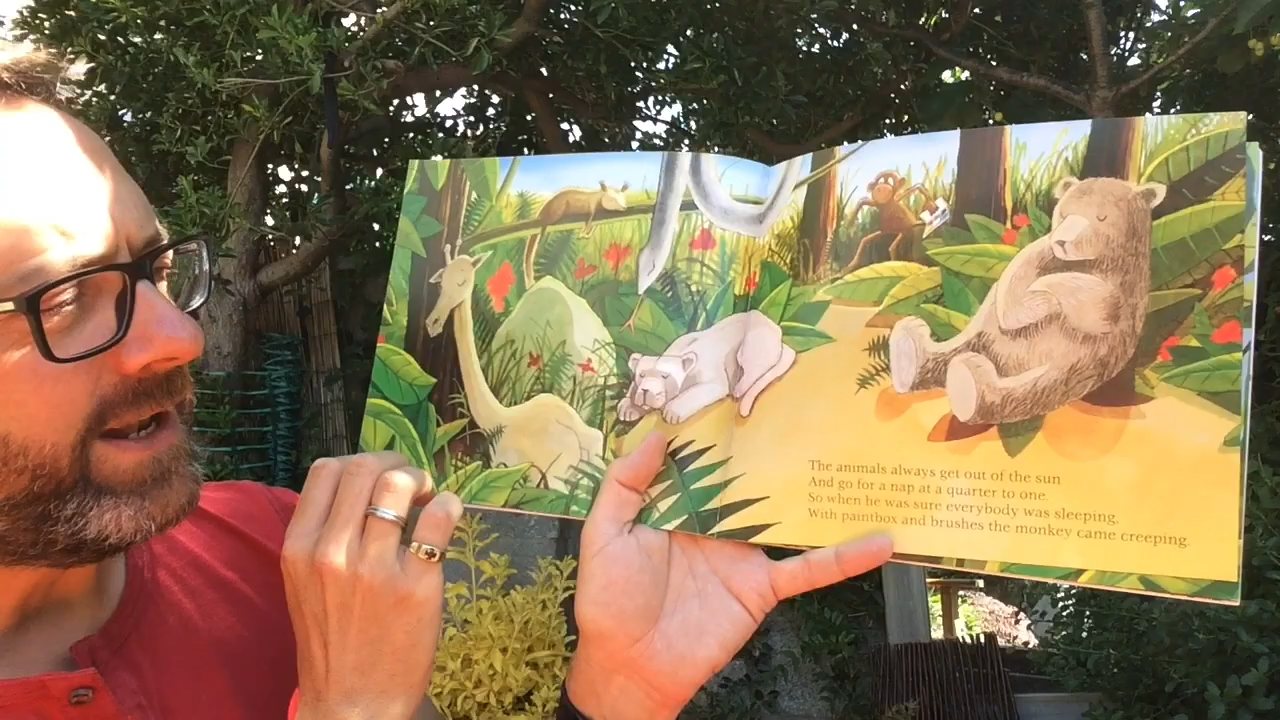 The animals always get out of the sun
And go for a nap at a quarter to one.
So when he was sure everybody was sleeping,
With paintbox and brushes the monkey came creeping.